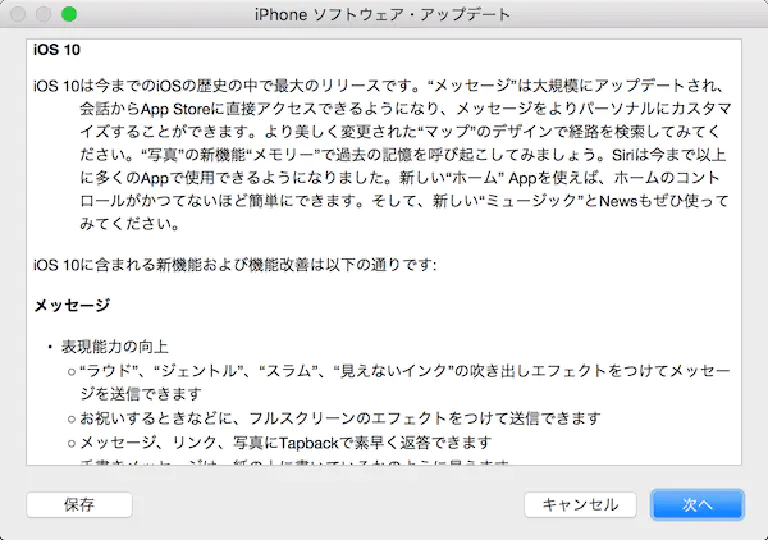 iPhone ソフトウェア・アップデート
iOS 10
iOS 10は今までのiOSの歴史の中で最大のリリースです。“メッセージ”は大規模にアップデートされ、
会話からApp Storeに直接アクセスできるようになり、メッセージをよりパーソナルにカスタマ
イズすることができます。より美しく変更された“マップ”のデザインで経路を検索してみてく
ださい。“写真”の新機能“メモリー”で過去の記憶を呼び起こしてみましょう。Siriは今まで以上
に多くのAppで使用できるようになりました。新しい“ホーム” Appを使えば、ホームのコント
ロールがかつてないほど簡単にできます。そして、新しい“ミュージック”とNewsもぜひ使って
みてください。
iOS 10に含まれる新機能および機能改善は以下の通りです:
メッセージ
・ 表現能力の向上
○ “ラウド”、“ジェントル”、“スラム”、“見えないインク”の吹き出しエフェクトをつけてメッセー
ジを送信できます
○ お祝いするときなどに、フルスクリーンのエフェクトをつけて送信できます
○ メッセージ、リンク、写真にTapbackで素早く返答できます
保存
キャンセル
次へ